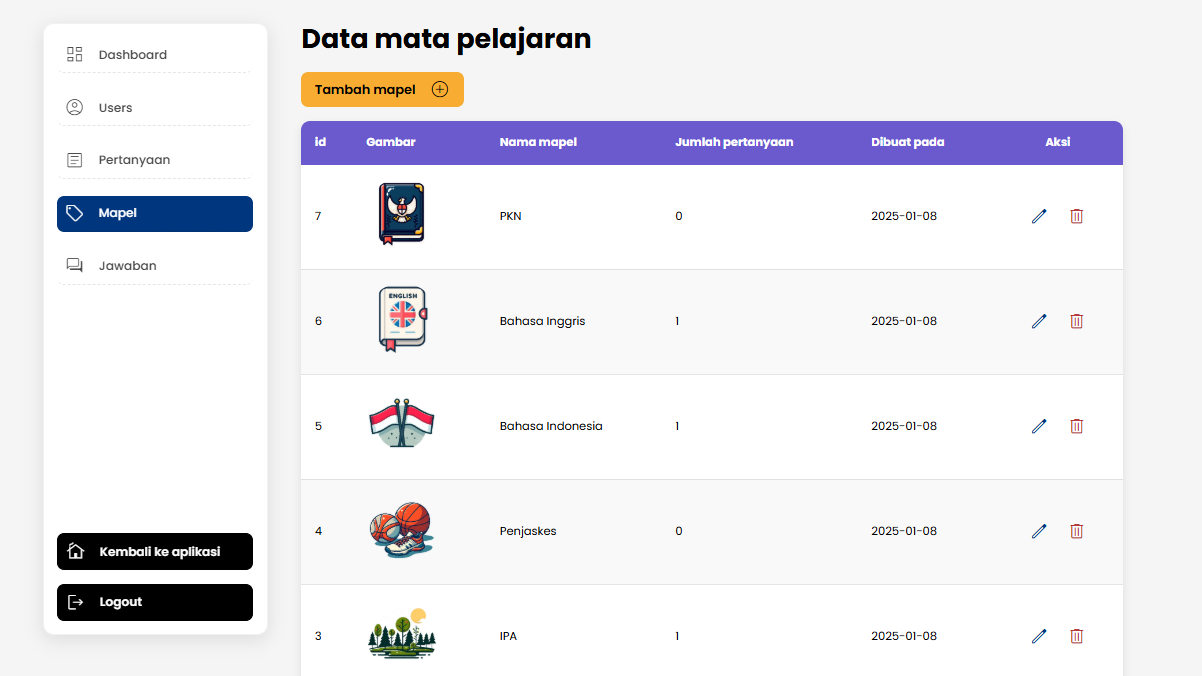 Dashboard
Users
Pertanyaan
Mapel
Jawaban
Kembali ke aplikasi
Logout
Data mata pelajaran
Tambah mapel
id Gambar Nama mapel Jumlah pertanyaan Dibuat pada Aksi
7 PKN 0 2025-01-08
ENGLISH
6 Bahasa Inggris 1 2025-01-08
5 Bahasa Indonesia 1 2025-01-08
4 Penjaskes 0 2025-01-08
3 IPA 1 2025-01-08